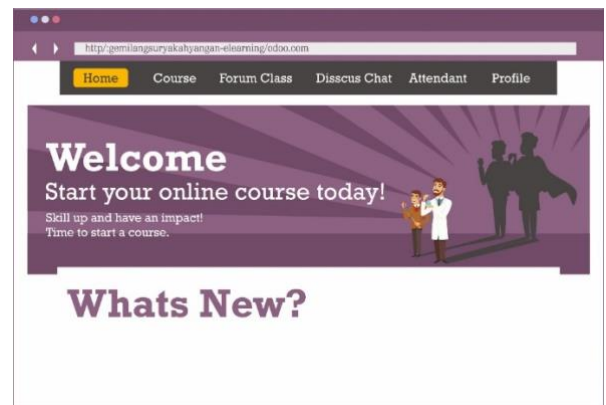 http/:gemilangsuryakahyangan-elearning/odoo.com
Home Course Forum Class Disscus Chat Attendant Profile
Welcome
Start your online course today!
Skill up and have an impact!
Time to start a course.
Whats New?